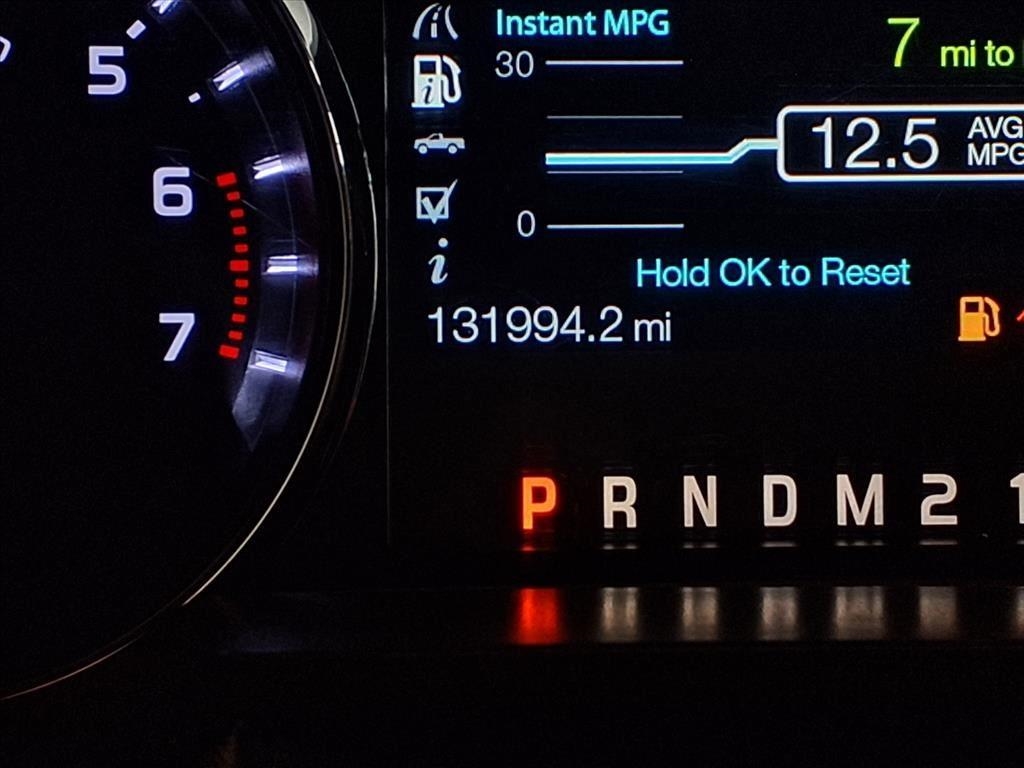 5
6
7
Instant MPG
7 mi to
30
12.5 AVG
MPG
0
i
Hold OK to Reset
131994.2 mi
P R N D M 2 1